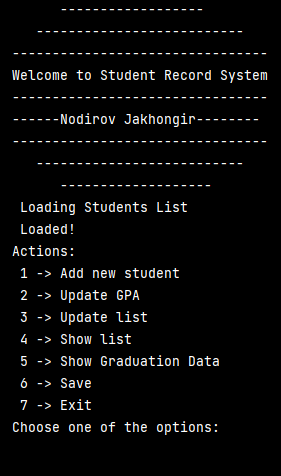 ------------------
--------------------------
--------------------------------
Welcome to Student Record System
--------------------------------
------Nodirov Jakhongir--------
--------------------------------
--------------------------
-------------------
Loading Students List
Loaded!
Actions:
1 -> Add new student
2 -> Update GPA
3 -> Update list
4 -> Show list
5 -> Show Graduation Data
6 -> Save
7 -> Exit
Choose one of the options: